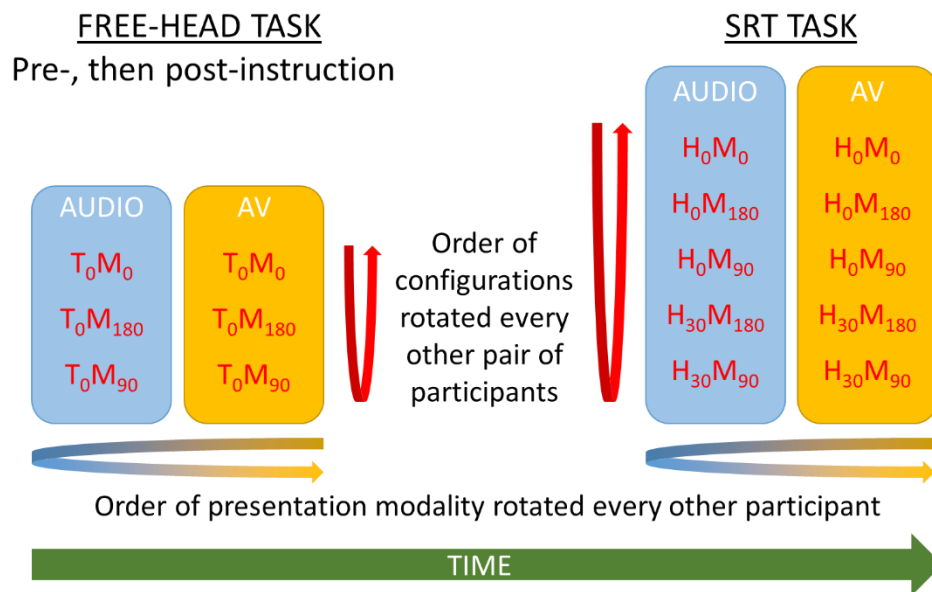 FREE-HEAD TASK
Pre-, then post-instruction
AUDIO
T₀M₀
T₀M₁₈₀
T₀M₉₀
AV
T₀M₀
T₀M₁₈₀
T₀M₉₀
Order of
configurations
rotated every
other pair of
participants
SRT TASK
AUDIO
H₀M₀
H₀M₁₈₀
H₀M₉₀
H₃₀M₁₈₀
H₃₀M₉₀
AV
H₀M₀
H₀M₁₈₀
H₀M₉₀
H₃₀M₁₈₀
H₃₀M₉₀
Order of presentation modality rotated every other participant
TIME